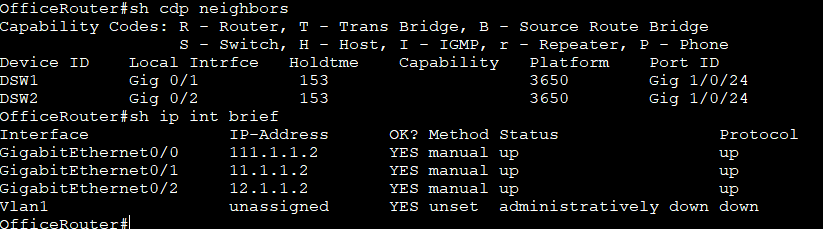 OfficeRouter#sh cdp neighbors
Capability Codes: R - Router, T - Trans Bridge, B - Source Route Bridge
                  S - Switch, H - Host, I - IGMP, r - Repeater, P - Phone
Device ID    Local Intrfce   Holdtme    Capability   Platform    Port ID
DSW1         Gig 0/1          153                    3650        Gig 1/0/24
DSW2         Gig 0/2          153                    3650        Gig 1/0/24
OfficeRouter#sh ip int brief
Interface              IP-Address      OK? Method Status                Protocol
GigabitEthernet0/0     111.1.1.2       YES manual up                    up
GigabitEthernet0/1     11.1.1.2        YES manual up                    up
GigabitEthernet0/2     12.1.1.2        YES manual up                    up
Vlan1                  unassigned      YES unset  administratively down down
OfficeRouter#